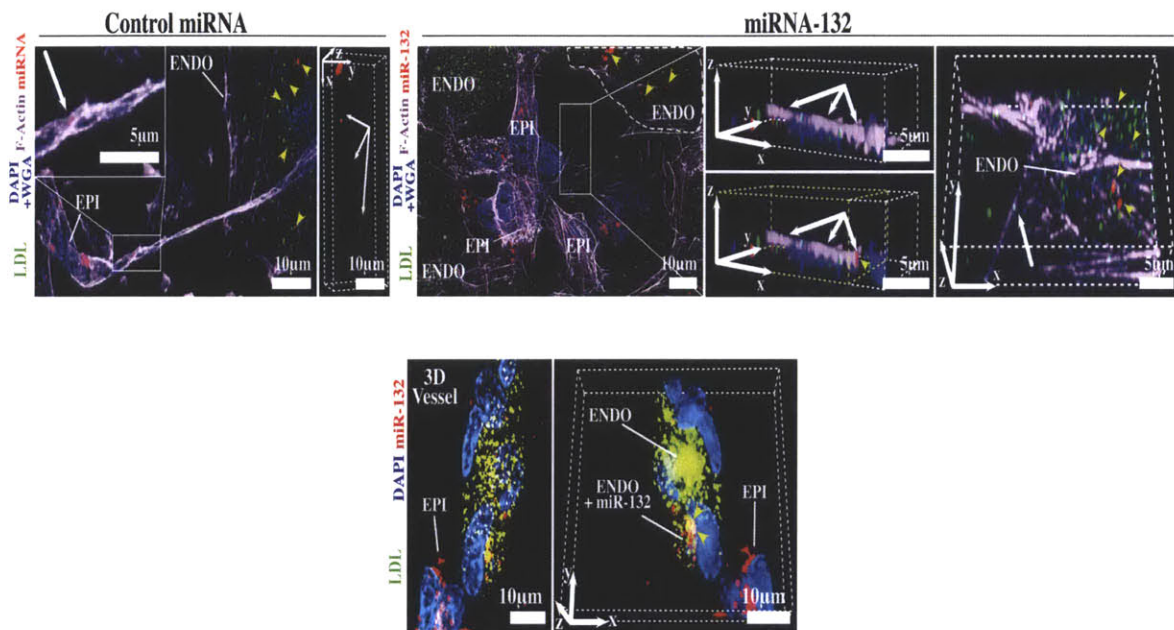 Control miRNA
miRNA-132
LDL DAPI +WGA F-Actin miRNA
ENDO
5μm
EPI
10μm
z
x
y
10μm
LDL DAPI +WGA F-Actin miR-132
ENDO
ENDO
EPI
EPI
EPI
ENDO
10μm
z
y
x
5μm
z
y
x
5μm
ENDO
y
z
x
5μm
LDL DAPI miR-132
3D
Vessel
EPI
10μm
ENDO
ENDO
+ miR-132
EPI
y
z
x
10μm